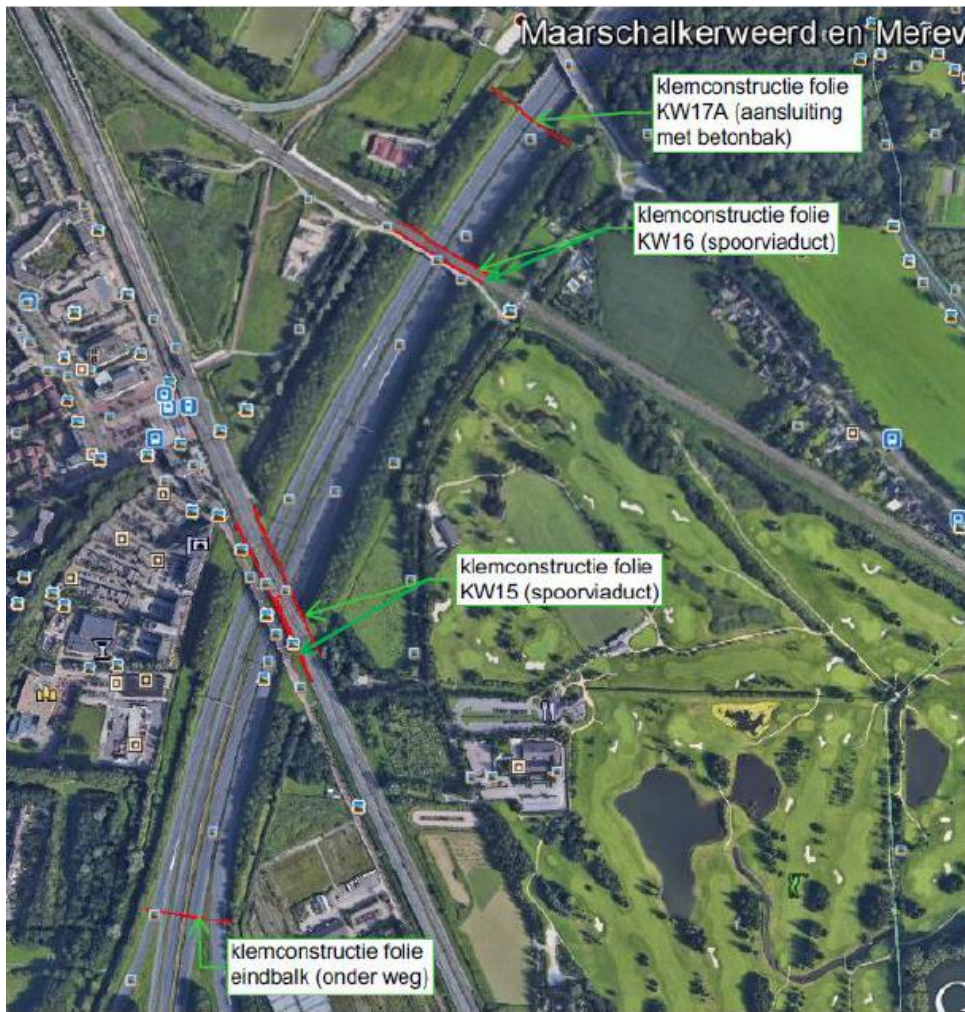 Maarschalkerweerd en Merev
klemconstructie folie
KW17A (aansluiting
met betonbak)
klemconstructie folie
KW16 (spoorviaduct)
klemconstructie folie
KW15 (spoorviaduct)
klemconstructie folie
eindbalk (onder weg)